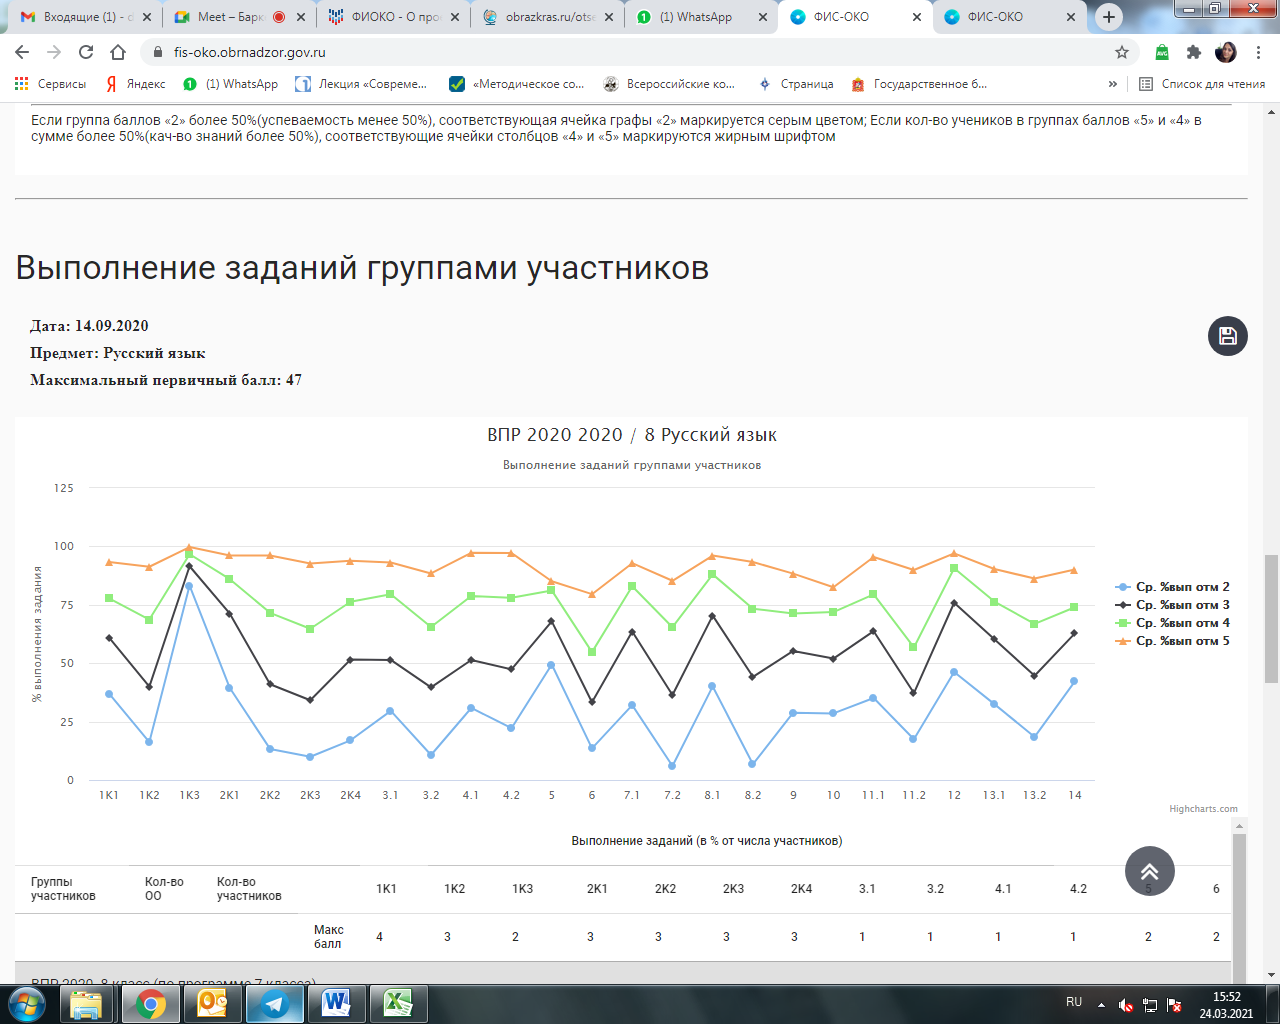 Входящие (1) - d
Meet – Барк
ФИОКО - О про
obrazkras.ru/otse
(1) WhatsApp
ФИС-ОКО
ФИС-ОКО
fis-oko.obrnadzor.gov.ru
Сервисы
Яндекс
(1) WhatsApp
Лекция «Совреме...
«Методическое со...
Всероссийские ко...
Страница
Государственное б...
»
Список для чтения
Если группа баллов «2» более 50%(успеваемость менее 50%), соответствующая ячейка графы «2» маркируется серым цветом; Если кол-во учеников в группах баллов «5» и «4» в
сумме более 50%(кач-во знаний более 50%), соответствующие ячейки столбцов «4» и «5» маркируются жирным шрифтом
Выполнение заданий группами участников
Дата: 14.09.2020
Предмет: Русский язык
Максимальный первичный балл: 47
ВПР 2020 2020 / 8 Русский язык
Выполнение заданий группами участников
% выполнения задания
125
100
75
50
25
0
1K1 1K2 1K3 2K1 2K2 2K3 2K4 3.1 3.2 4.1 4.2 5 6 7.1 7.2 8.1 8.2 9 10 11.1 11.2 12 13.1 13.2 14
Ср. %вып отм 2
Ср. %вып отм 3
Ср. %вып отм 4
Ср. %вып отм 5
Highcharts.com
Выполнение заданий (в % от числа участников)
Группы участников Кол-во ОО Кол-во участников 1K1 1K2 1K3 2K1 2K2 2K3 2K4 3.1 3.2 4.1 4.2 5 6
Макс балл 4 3 2 3 3 3 3 1 1 1 1 2 2
ВПР 2020. 8 класс (по программе 7 класса)
RU
15:52
24.03.2021